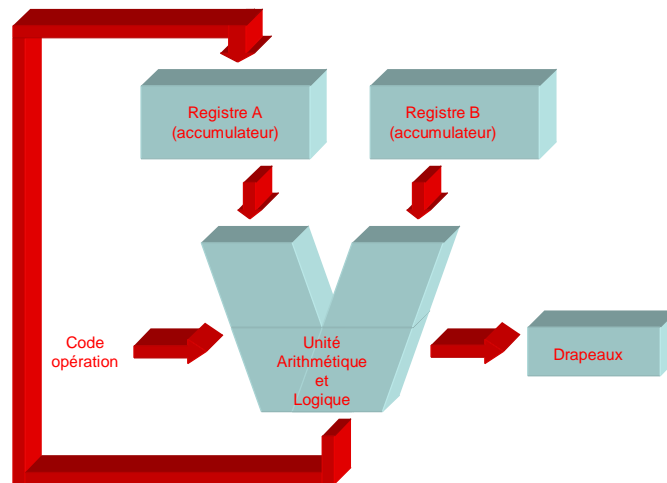 Registre A
(accumulateur)
Registre B
(accumulateur)
Code
opération
Unité
Arithmétique
et
Logique
Drapeaux